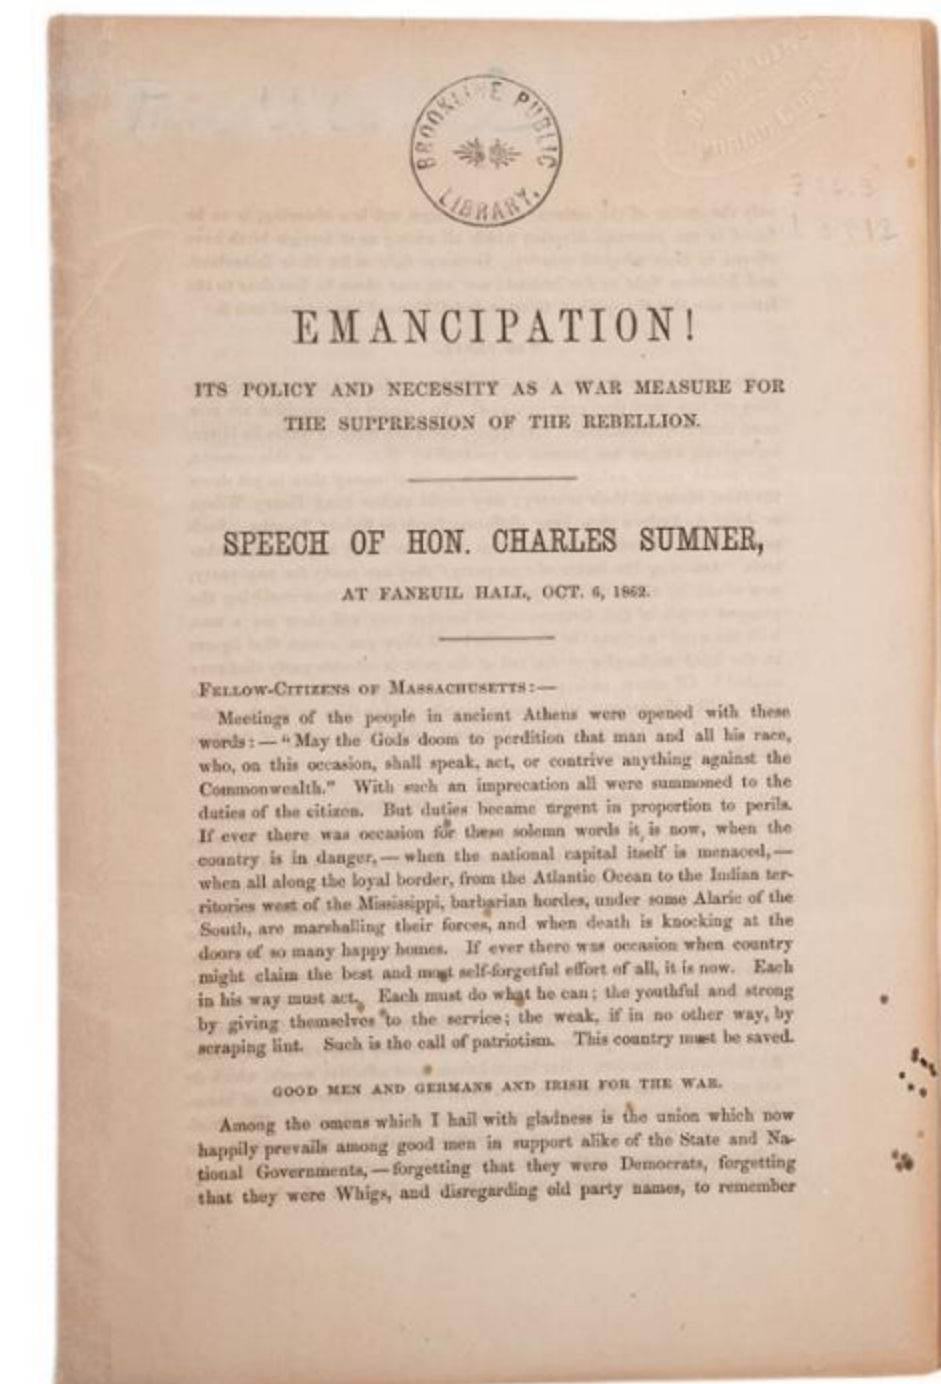 BROOKLINE PUBLIC
LIBRARY.
EMANCIPATION!
ITS POLICY AND NECESSITY AS A WAR MEASURE FOR
THE SUPPRESSION OF THE REBELLION.
SPEECH OF HON. CHARLES SUMNER,
AT FANEUIL HALL, OCT. 6, 1862.
FELLOW-CITIZENS OF MASSACHUSETTS:—
Meetings of the people in ancient Athens were opened with these
words:—"May the Gods doom to perdition that man and all his race,
who, on this occasion, shall speak, act, or contrive anything against the
Commonwealth." With such an imprecation all were summoned to the
duties of the citizen. But duties became urgent in proportion to perils.
If ever there was occasion for these solemn words it is now, when the
country is in danger,—when the national capital itself is menaced,—
when all along the loyal border, from the Atlantic Ocean to the Indian ter-
ritories west of the Mississippi, barbarian hordes, under some Alaric of the
South, are marshalling their forces, and when death is knocking at the
doors of so many happy homes. If ever there was occasion when country
might claim the best and most self-forgetful effort of all, it is now. Each
in his way must act. Each must do what he can; the youthful and strong
by giving themselves to the service; the weak, if in no other way, by
scraping lint. Such is the call of patriotism. This country must be saved.
GOOD MEN AND GERMANS AND IRISH FOR THE WAR.
Among the omens which I hail with gladness is the union which now
happily prevails among good men in support alike of the State and Na-
tional Governments,—forgetting that they were Democrats, forgetting
that they were Whigs, and disregarding old party names, to remember